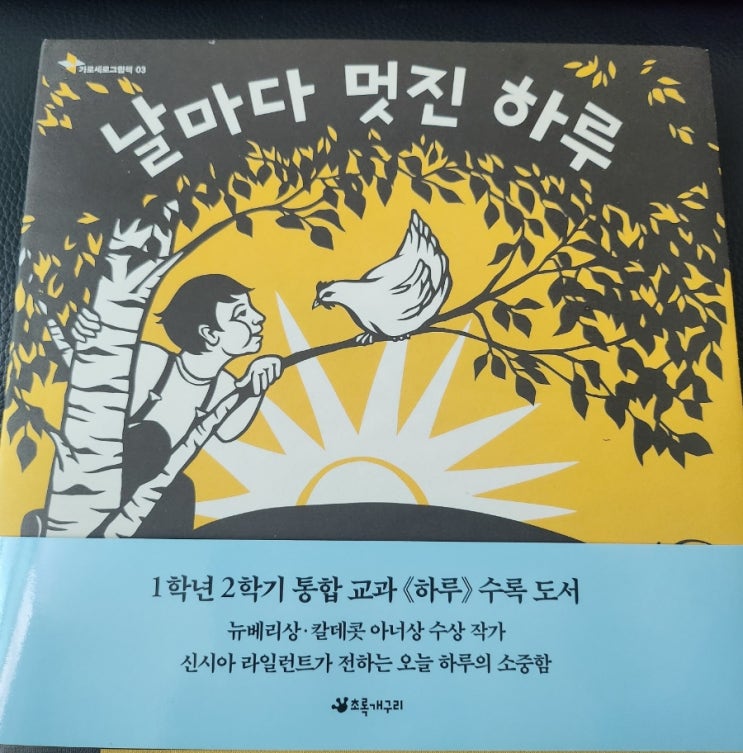 가로세로그림책 03
날마다 멋진 하루
1학년 2학기 통합 교과 《하루》 수록 도서
뉴베리상·칼데콧 아너상 수상 작가
신시아 라일런트가 전하는 오늘 하루의 소중함
초록개구리